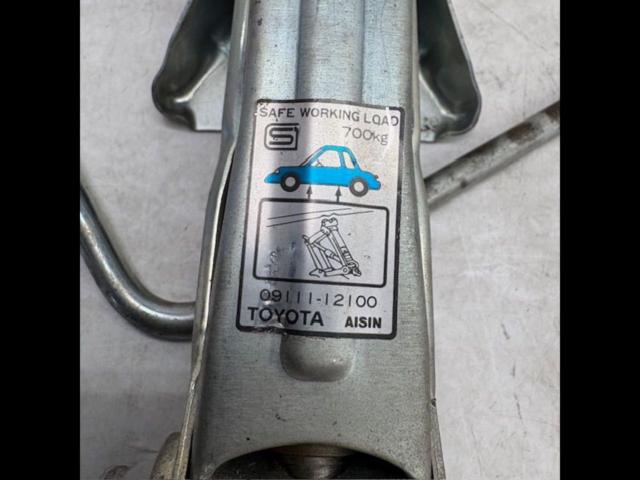 SAFE WORKING LOAD
S 700kg
09111-12100
TOYOTA AISIN